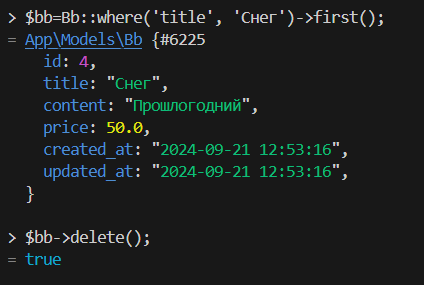 > $bb=Bb::where('title', 'Снег')->first();
= App\Models\Bb {#6225
id: 4,
title: "Снег",
content: "Прошлогодний",
price: 50.0,
created_at: "2024-09-21 12:53:16",
updated_at: "2024-09-21 12:53:16",
}
> $bb->delete();
= true